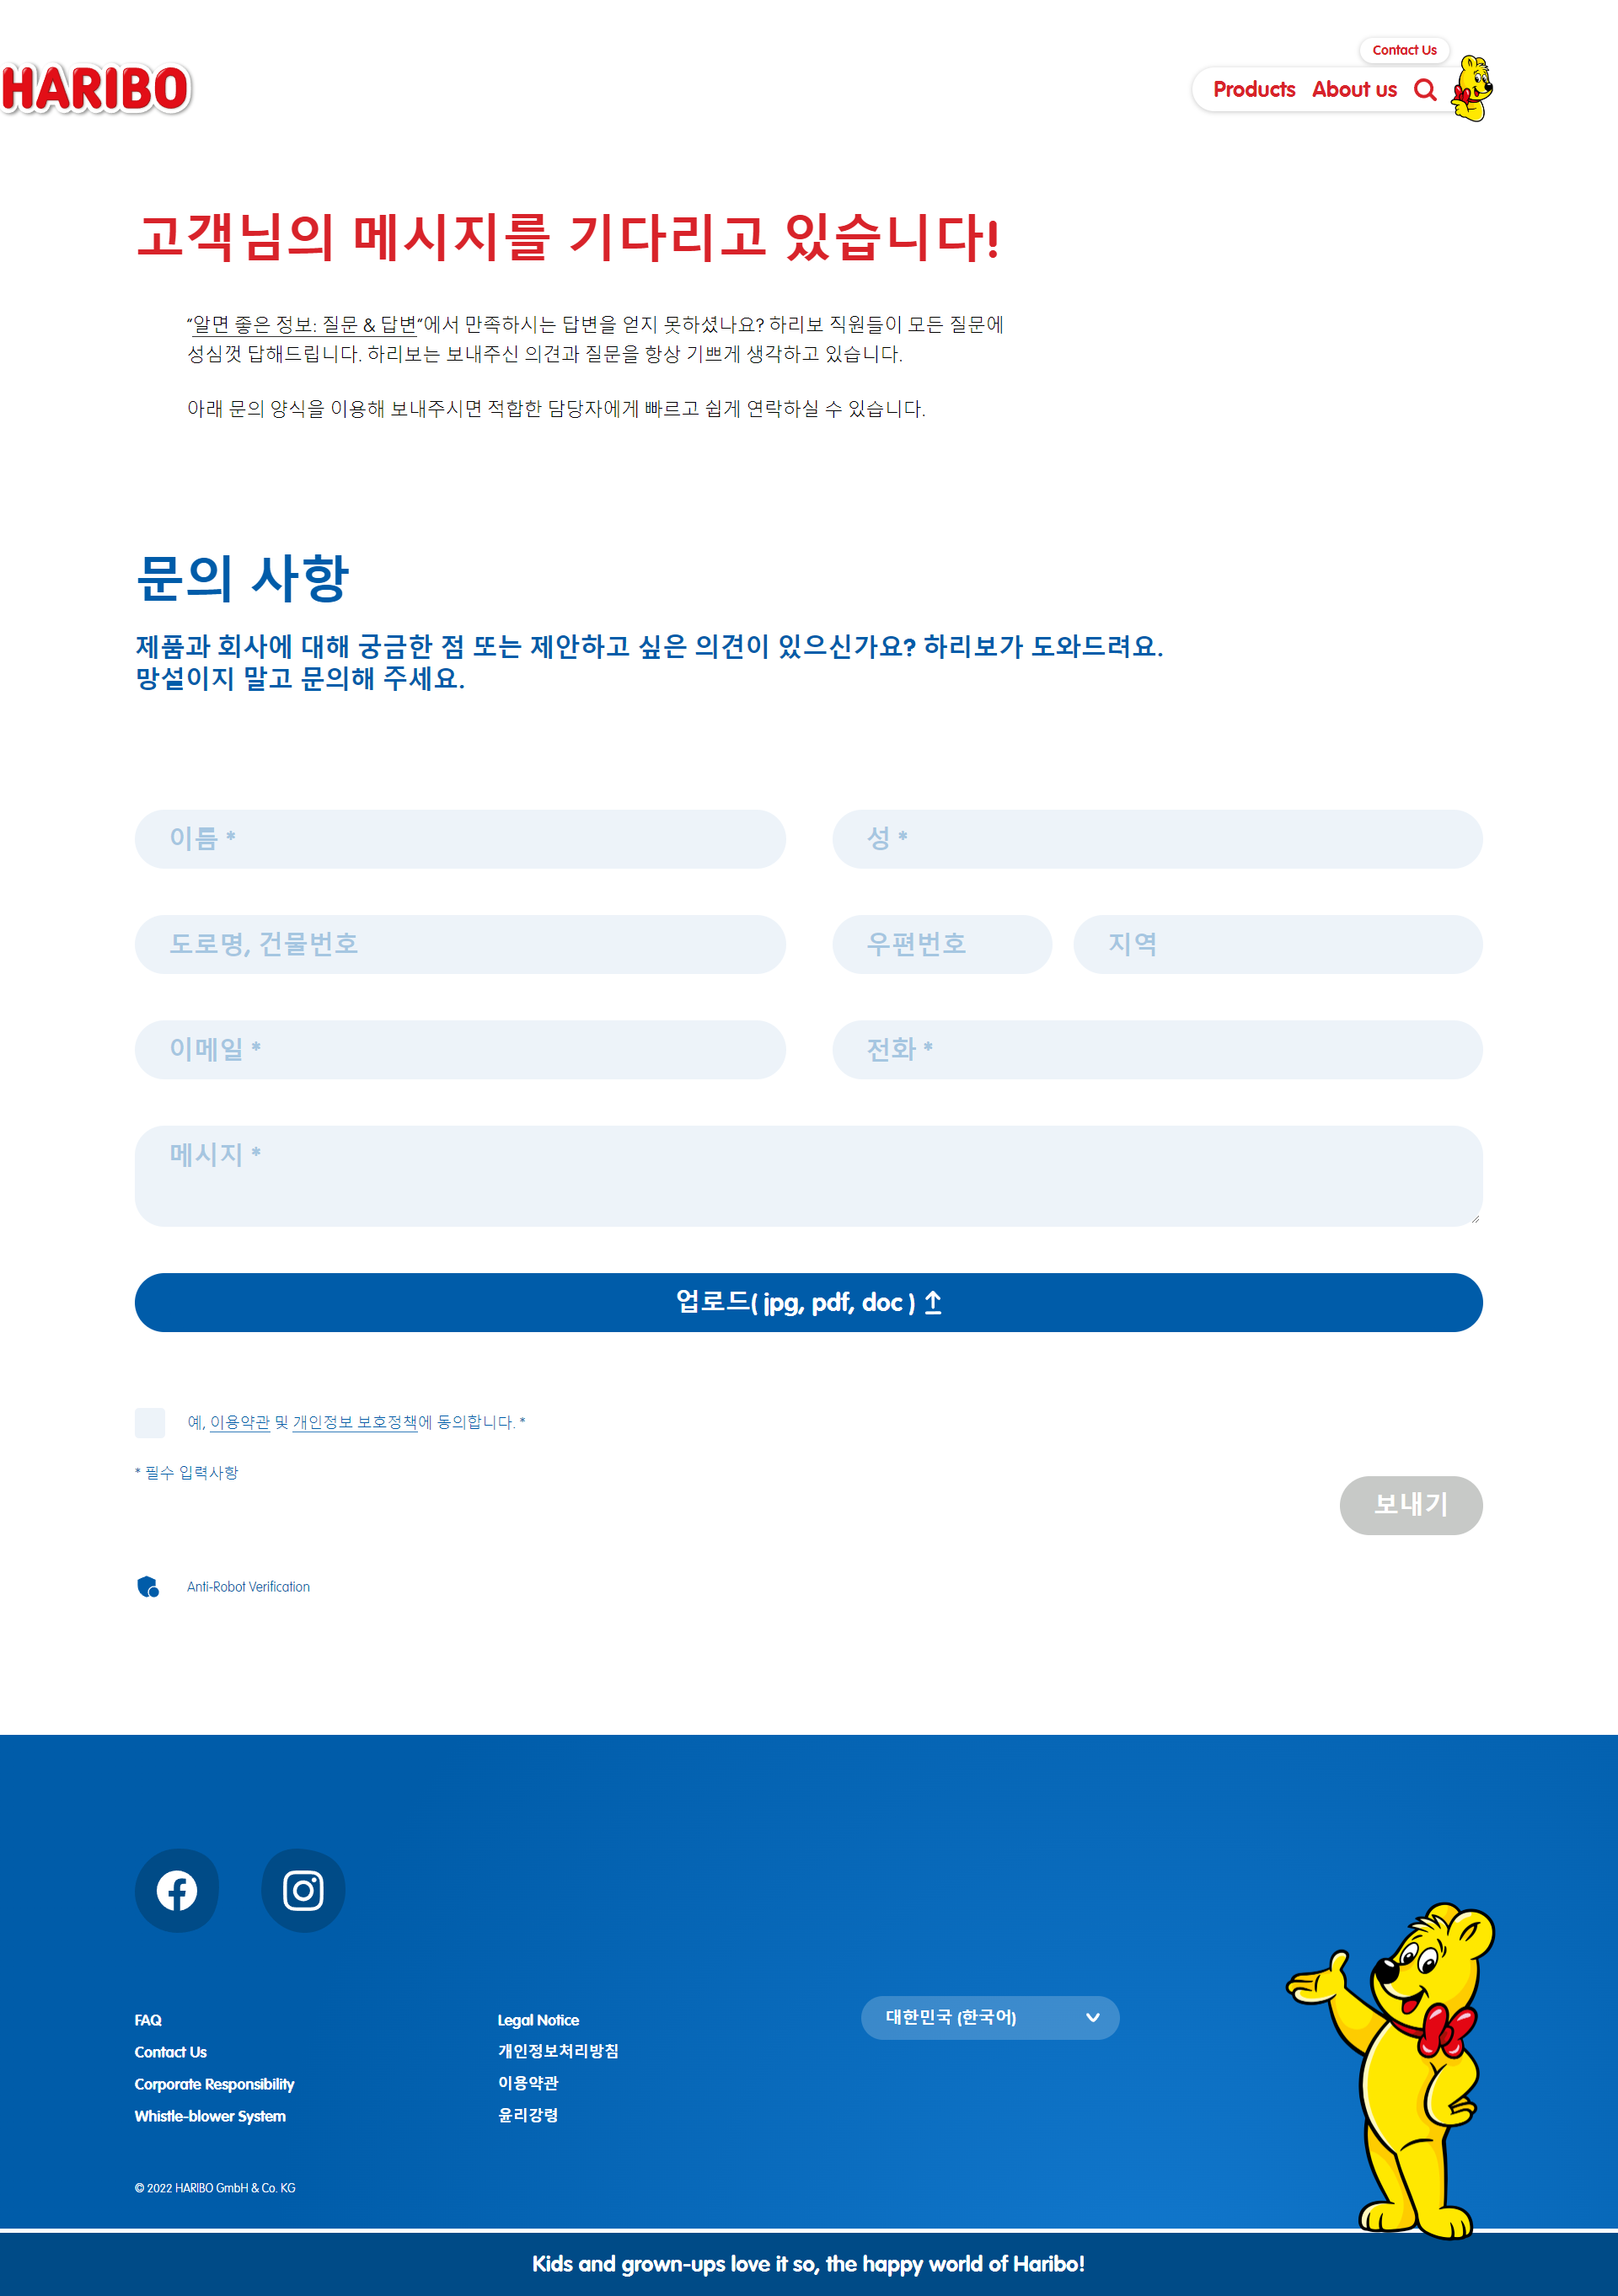 Contact Us
HARIBO
Products About us
고객님의 메시지를 기다리고 있습니다!
“알면 좋은 정보: 질문 & 답변“에서 만족하시는 답변을 얻지 못하셨나요? 하리보 직원들이 모든 질문에
성심껏 답해드립니다. 하리보는 보내주신 의견과 질문을 항상 기쁘게 생각하고 있습니다.
아래 문의 양식을 이용해 보내주시면 적합한 담당자에게 빠르고 쉽게 연락하실 수 있습니다.
문의 사항
제품과 회사에 대해 궁금한 점 또는 제안하고 싶은 의견이 있으신가요? 하리보가 도와드려요.
망설이지 말고 문의해 주세요.
이름 * 성 *
도로명, 건물번호 우편번호 지역
이메일 * 전화 *
메시지 *
업로드( jpg, pdf, doc )
예, 이용약관 및 개인정보 보호정책에 동의합니다. *
* 필수 입력사항
보내기
Anti-Robot Verification
대한민국 (한국어)
FAQ Legal Notice
Contact Us 개인정보처리방침
Corporate Responsibility 이용약관
Whistle-blower System 윤리강령
© 2022 HARIBO GmbH & Co. KG
Kids and grown-ups love it so, the happy world of Haribo!